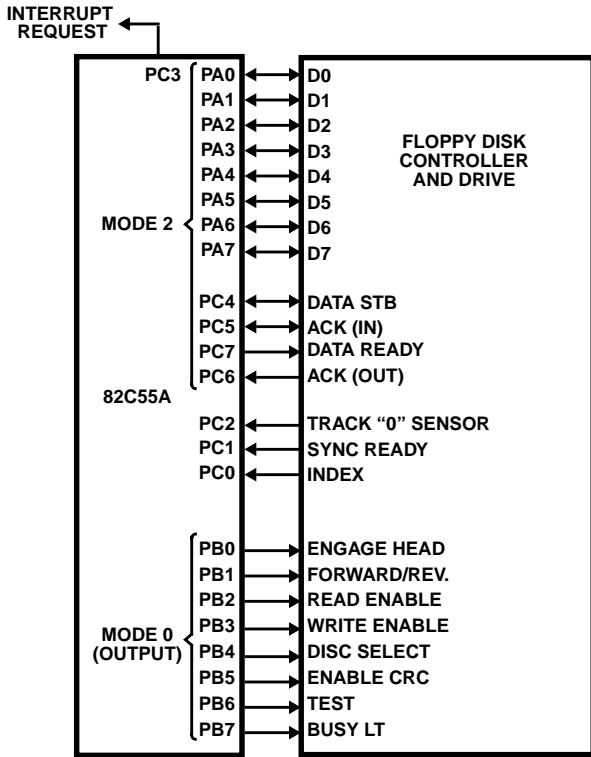 INTERRUPT
REQUEST
PC3 PA0 D0
PA1 D1
PA2 D2
PA3 D3
PA4 D4
PA5 D5
MODE 2 PA6 D6
PA7 D7
FLOPPY DISK
CONTROLLER
AND DRIVE
PC4 DATA STB
PC5 ACK (IN)
PC7 DATA READY
PC6 ACK (OUT)
82C55A
PC2 TRACK “0” SENSOR
PC1 SYNC READY
PC0 INDEX
PB0 ENGAGE HEAD
PB1 FORWARD/REV.
PB2 READ ENABLE
PB3 WRITE ENABLE
MODE 0
(OUTPUT)
PB4 DISC SELECT
PB5 ENABLE CRC
PB6 TEST
PB7 BUSY LT